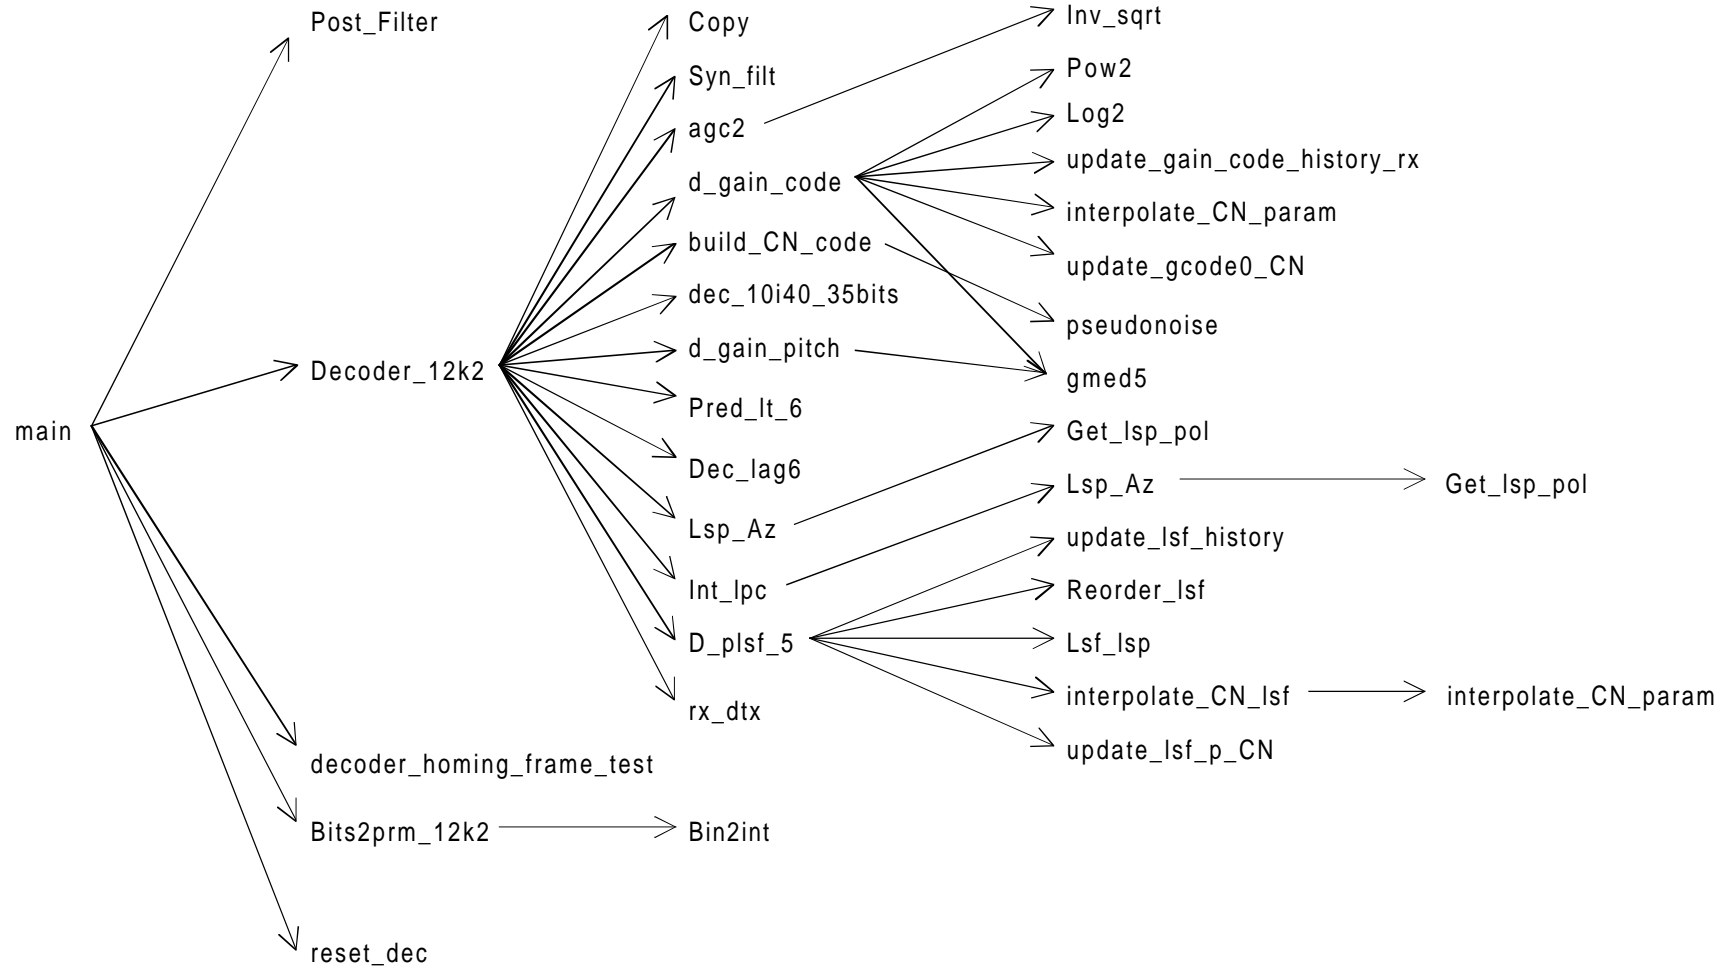 main
Post_Filter
Decoder_12k2
decoder_homing_frame_test
Bits2prm_12k2
reset_dec
Copy
Syn_filt
agc2
d_gain_code
build_CN_code
dec_10i40_35bits
d_gain_pitch
Pred_lt_6
Dec_lag6
Lsp_Az
Int_lpc
D_plsf_5
rx_dtx
Bin2int
Inv_sqrt
Pow2
Log2
update_gain_code_history_rx
interpolate_CN_param
update_gcode0_CN
pseudonoise
gmed5
Get_lsp_pol
Lsp_Az
update_lsf_history
Reorder_lsf
Lsf_lsp
interpolate_CN_lsf
update_lsf_p_CN
Get_lsp_pol
interpolate_CN_param